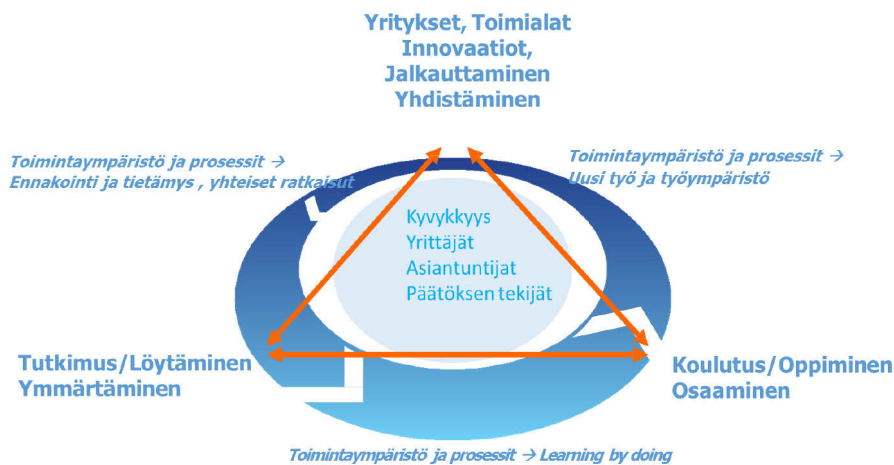 Yritykset, Toimialat
Innovaatiot,
Jalkauttaminen
Yhdistäminen
Toimintaympäristö ja prosessit →
Ennakointi ja tietämys , yhteiset ratkaisut
Toimintaympäristö ja prosessit →
Uusi työ ja työympäristö
Kyvykkyys
Yrittäjät
Asiantuntijat
Päätöksen tekijät
Tutkimus/Löytäminen
Ymmärtäminen
Koulutus/Oppiminen
Osaaminen
Toimintaympäristö ja prosessit → Learning by doing